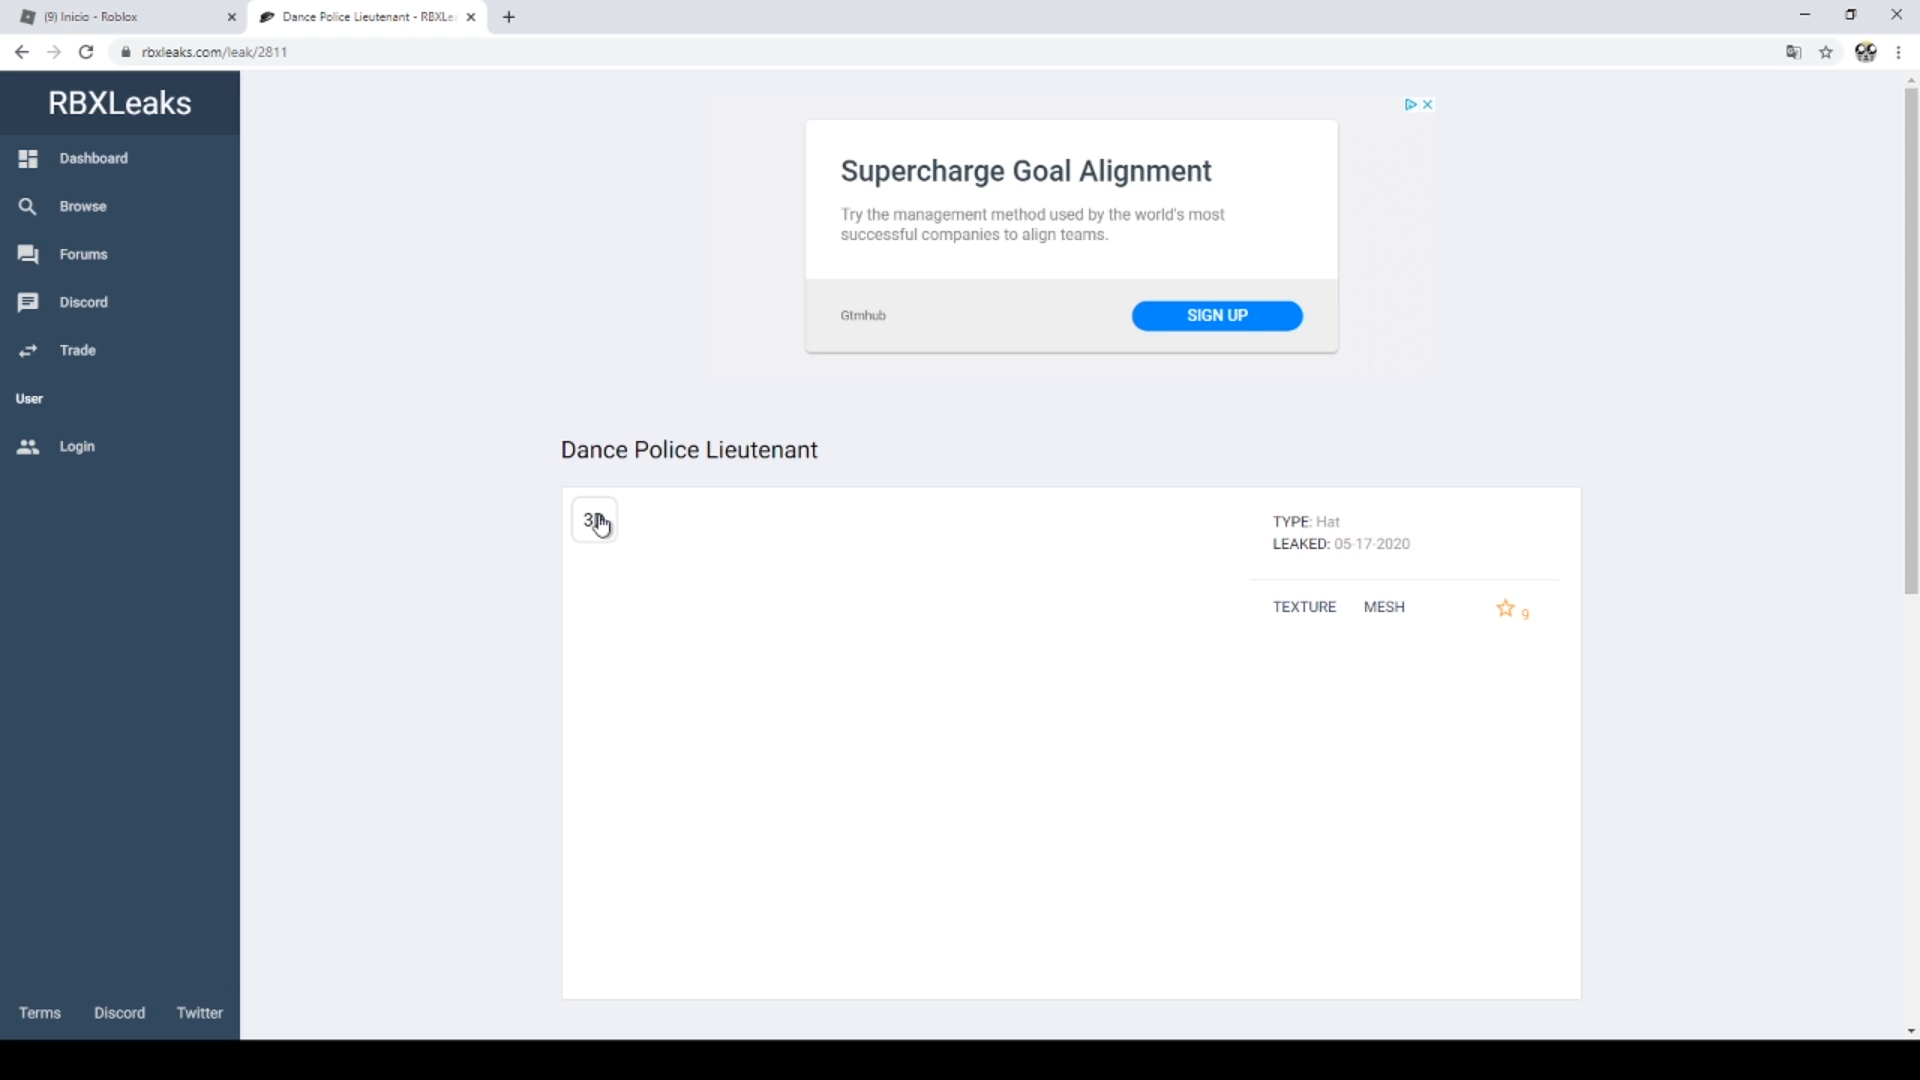 (9) Inicio - Roblox
Dance Police Lieutenant - RBXLe
rbxleaks.com/leak/2811
RBXLeaks
Dashboard
Browse
Forums
Discord
Trade
User
Login
Supercharge Goal Alignment
Try the management method used by the world's most
successful companies to align teams.
Gtmhub
SIGN UP
Dance Police Lieutenant
TYPE: Hat
LEAKED: 05-17-2020
TEXTURE MESH
9
Terms Discord Twitter